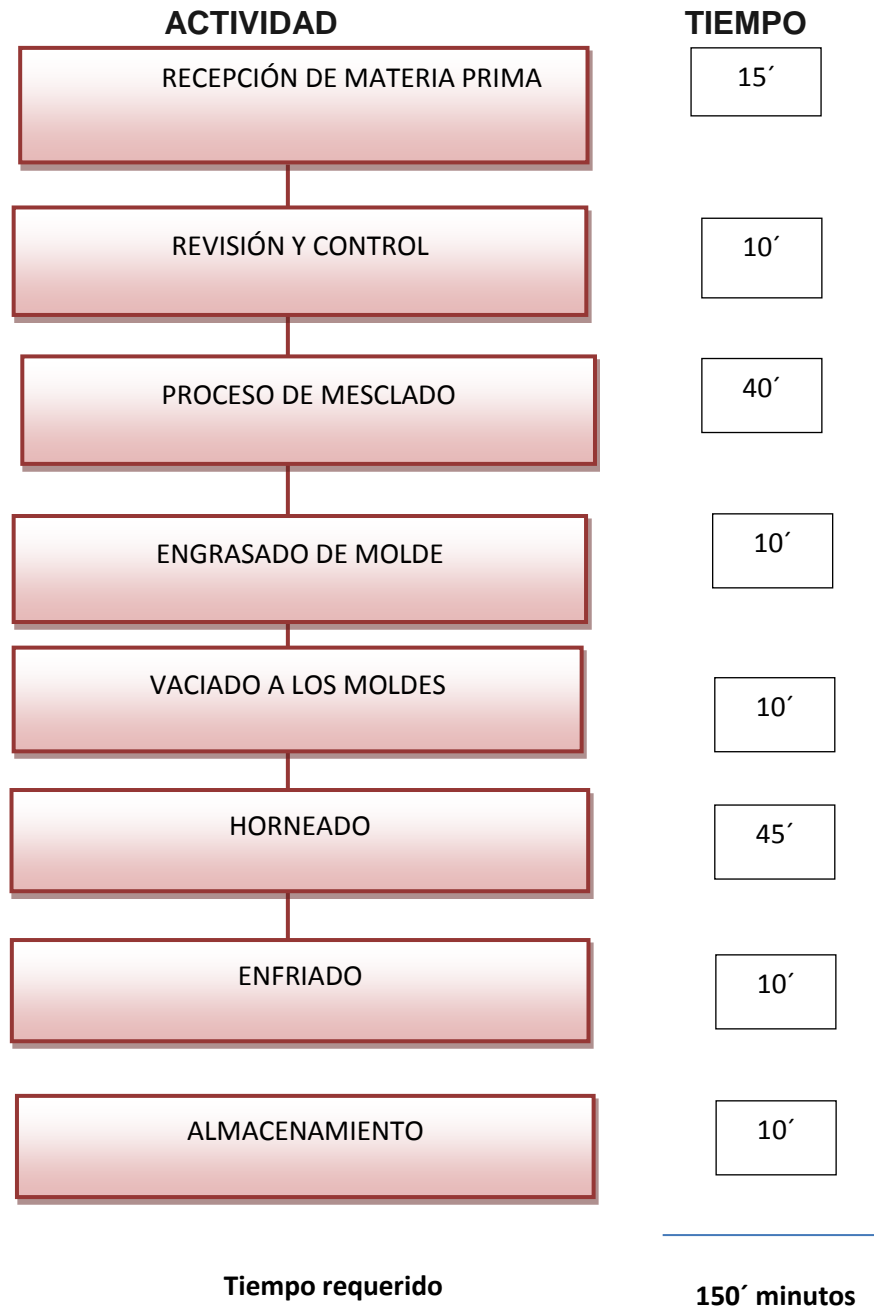 ACTIVIDAD TIEMPO
RECEPCIÓN DE MATERIA PRIMA 15´
REVISIÓN Y CONTROL 10´
PROCESO DE MESCLADO 40´
ENGRASADO DE MOLDE 10´
VACIADO A LOS MOLDES 10´
HORNEADO 45´
ENFRIADO 10´
ALMACENAMIENTO 10´
Tiempo requerido 150´ minutos